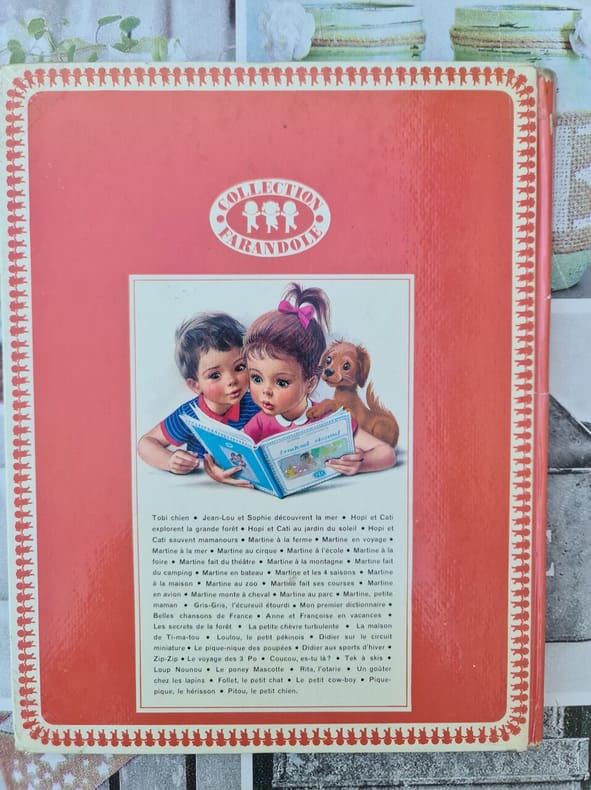 COLLECTION
FARANDOLE
Tobi chien • Jean-Lou et Sophie découvrent la mer • Hopi et Cati
explorent la grande forêt • Hopi et Cati au jardin du soleil • Hopi et
Cati sauvent mamanours • Martine à la ferme • Martine en voyage •
Martine à la mer • Martine au cirque • Martine à l'école • Martine à la
foire • Martine fait du théâtre • Martine à la montagne • Martine fait
du camping • Martine en bateau • Martine et les 4 saisons • Martine
à la maison • Martine au zoo • Martine fait ses courses • Martine
en avion • Martine monte à cheval • Martine au parc • Martine, petite
maman • Gris-Gris, l'écureuil étourdi • Mon premier dictionnaire •
Belles chansons de France • Anne et Françoise en vacances •
Les secrets de la forêt • La petite chèvre turbulente • La maison
de Ti-ma-tou • Loulou, le petit pékinois • Didier sur le circuit
miniature • Le pique-nique des poupées • Didier aux sports d'hiver •
Zip-Zip • Le voyage des 3 Po • Coucou, es-tu là ? • Tek à skis •
Loup Nounou • Le poney Mascotte • Rita, l'otarie • Un goûter
chez les lapins • Follet, le petit chat • Le petit cow-boy • Pique-
pique, le hérisson • Pitou, le petit chien.